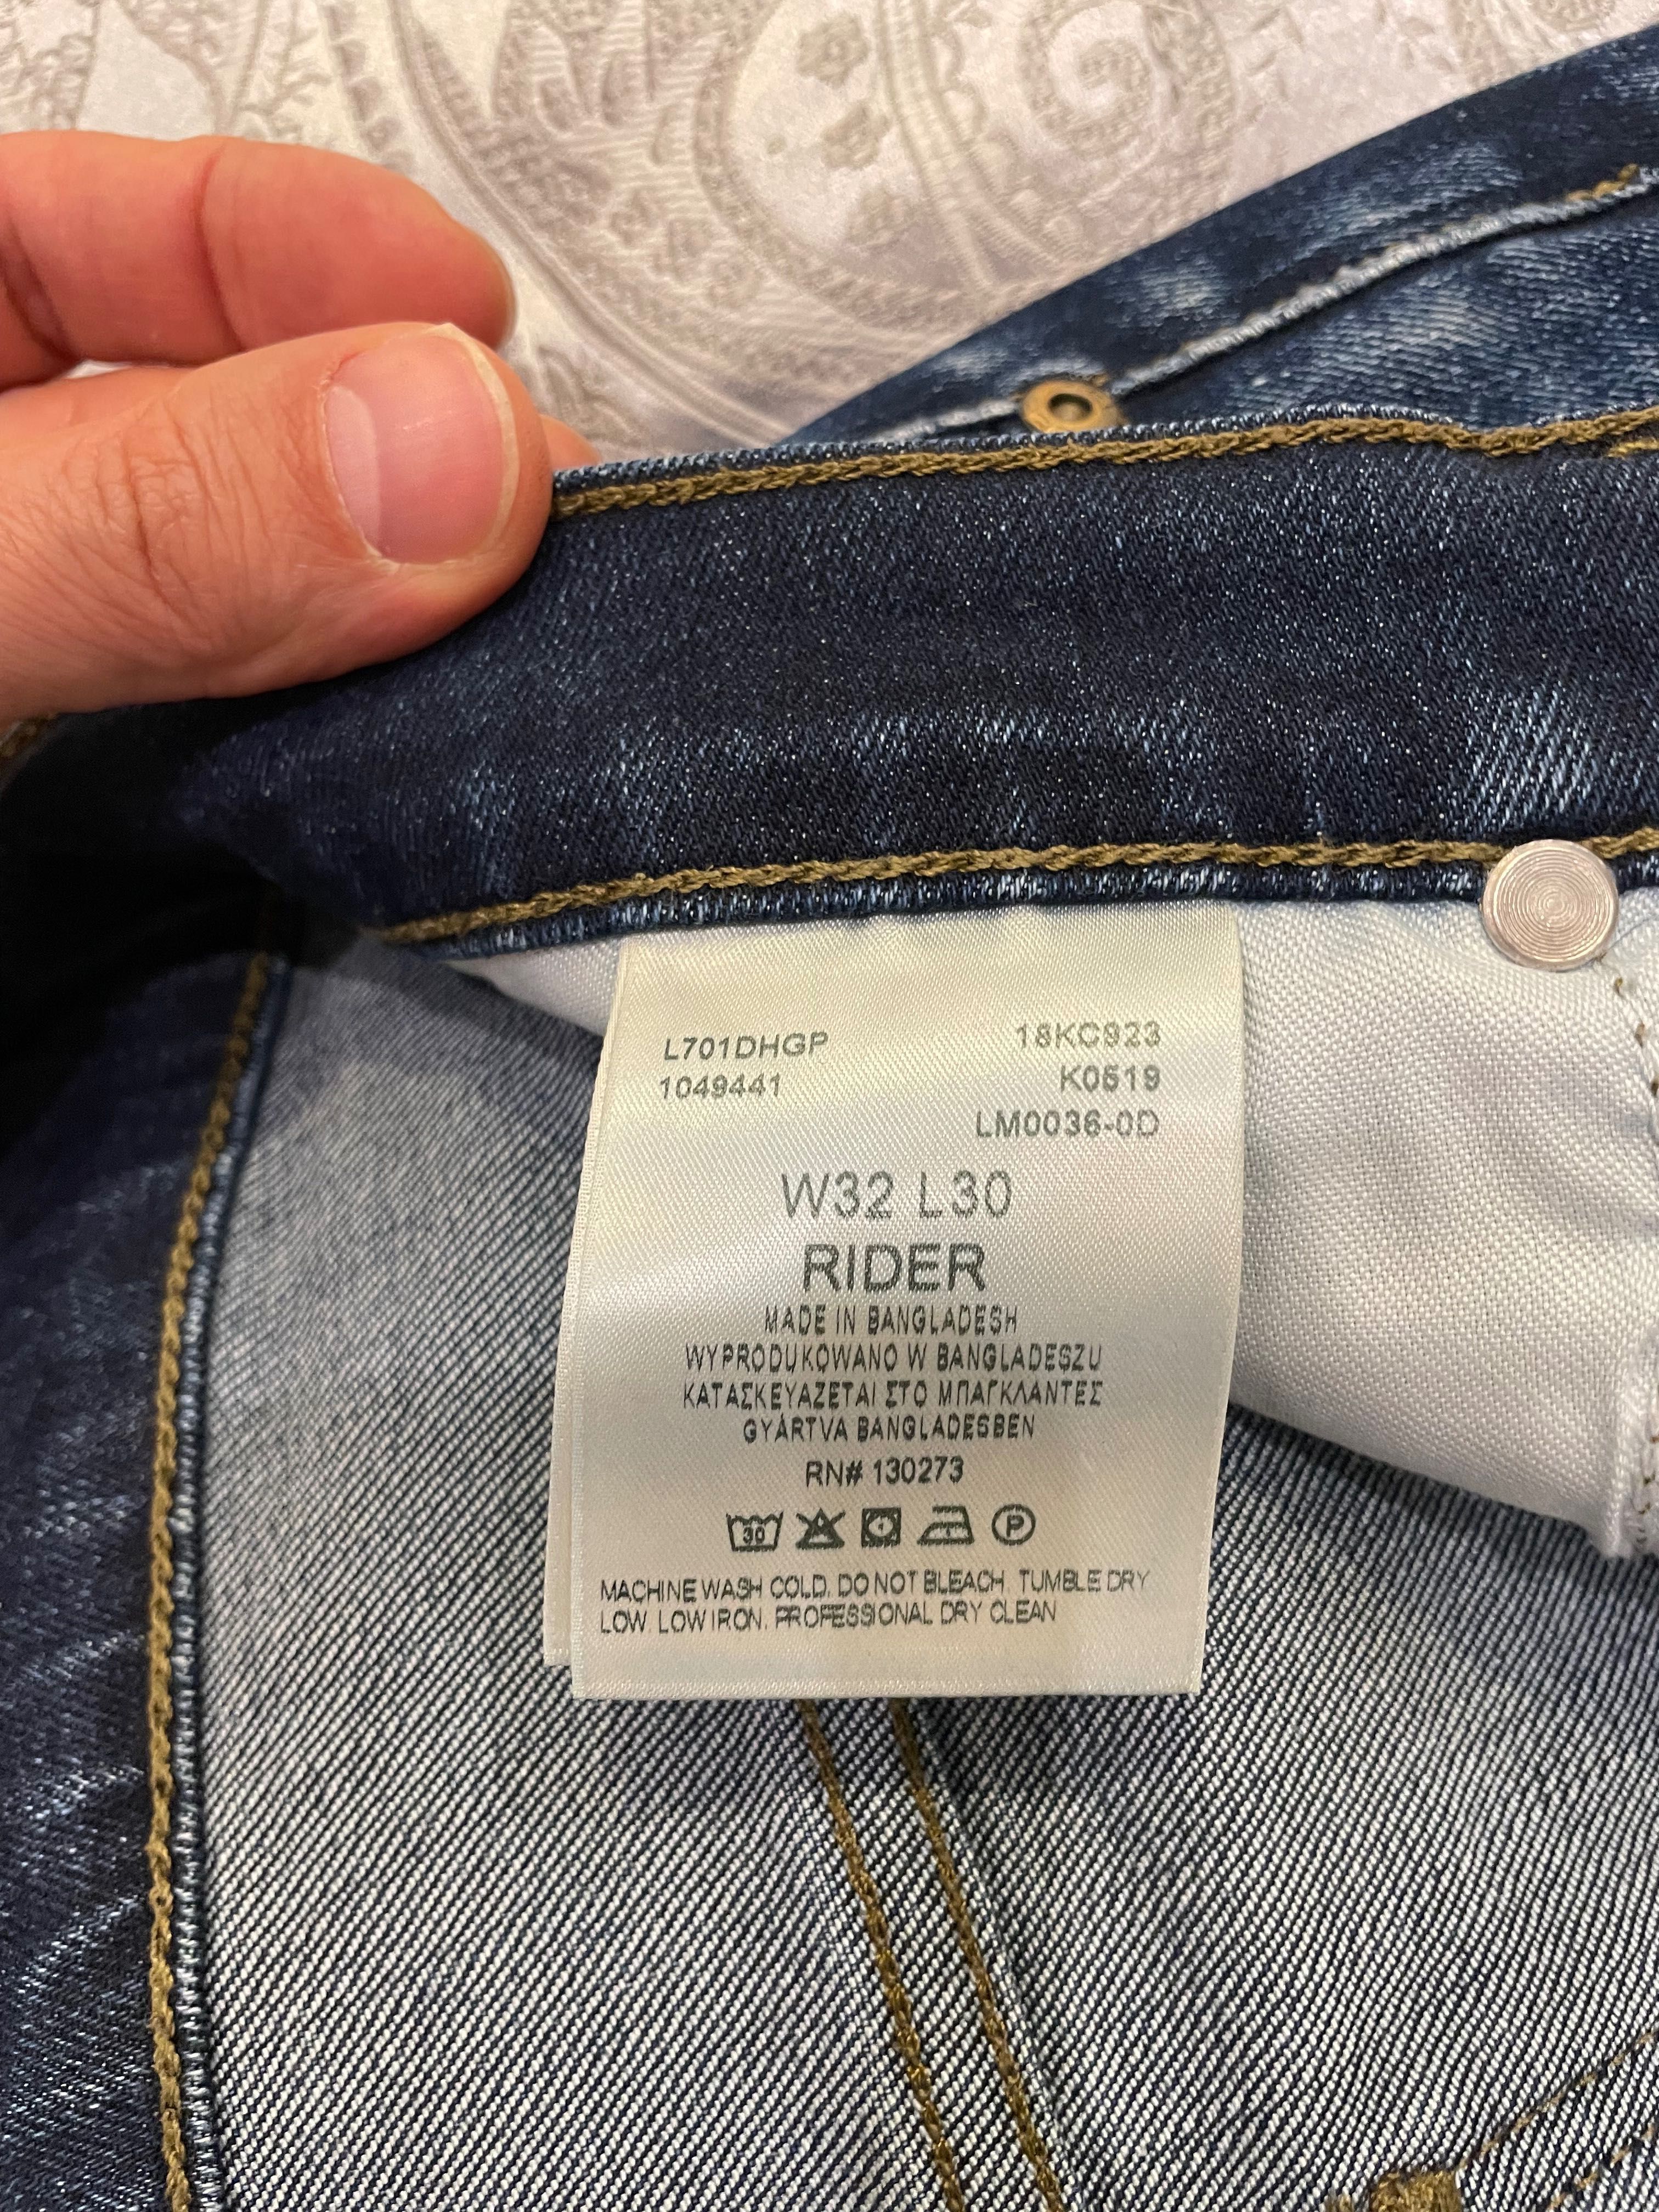 L701DHGP 18KC923
1049441 K0519
LM0036-0D
W32 L30
RIDER
MADE IN BANGLADESH
WYPRODUKOWANO W BANGLADESZU
ΚΑΤΑΣΚΕΥΑΖΕΤΑΙ ΣΤΟ ΜΠΑΓΚΛΑΝΤΕΣ
GYÁRTVA BANGLADESBEN
RN# 130273
30 P
MACHINE WASH COLD. DO NOT BLEACH. TUMBLE DRY
LOW. LOW IRON. PROFESSIONAL DRY CLEAN